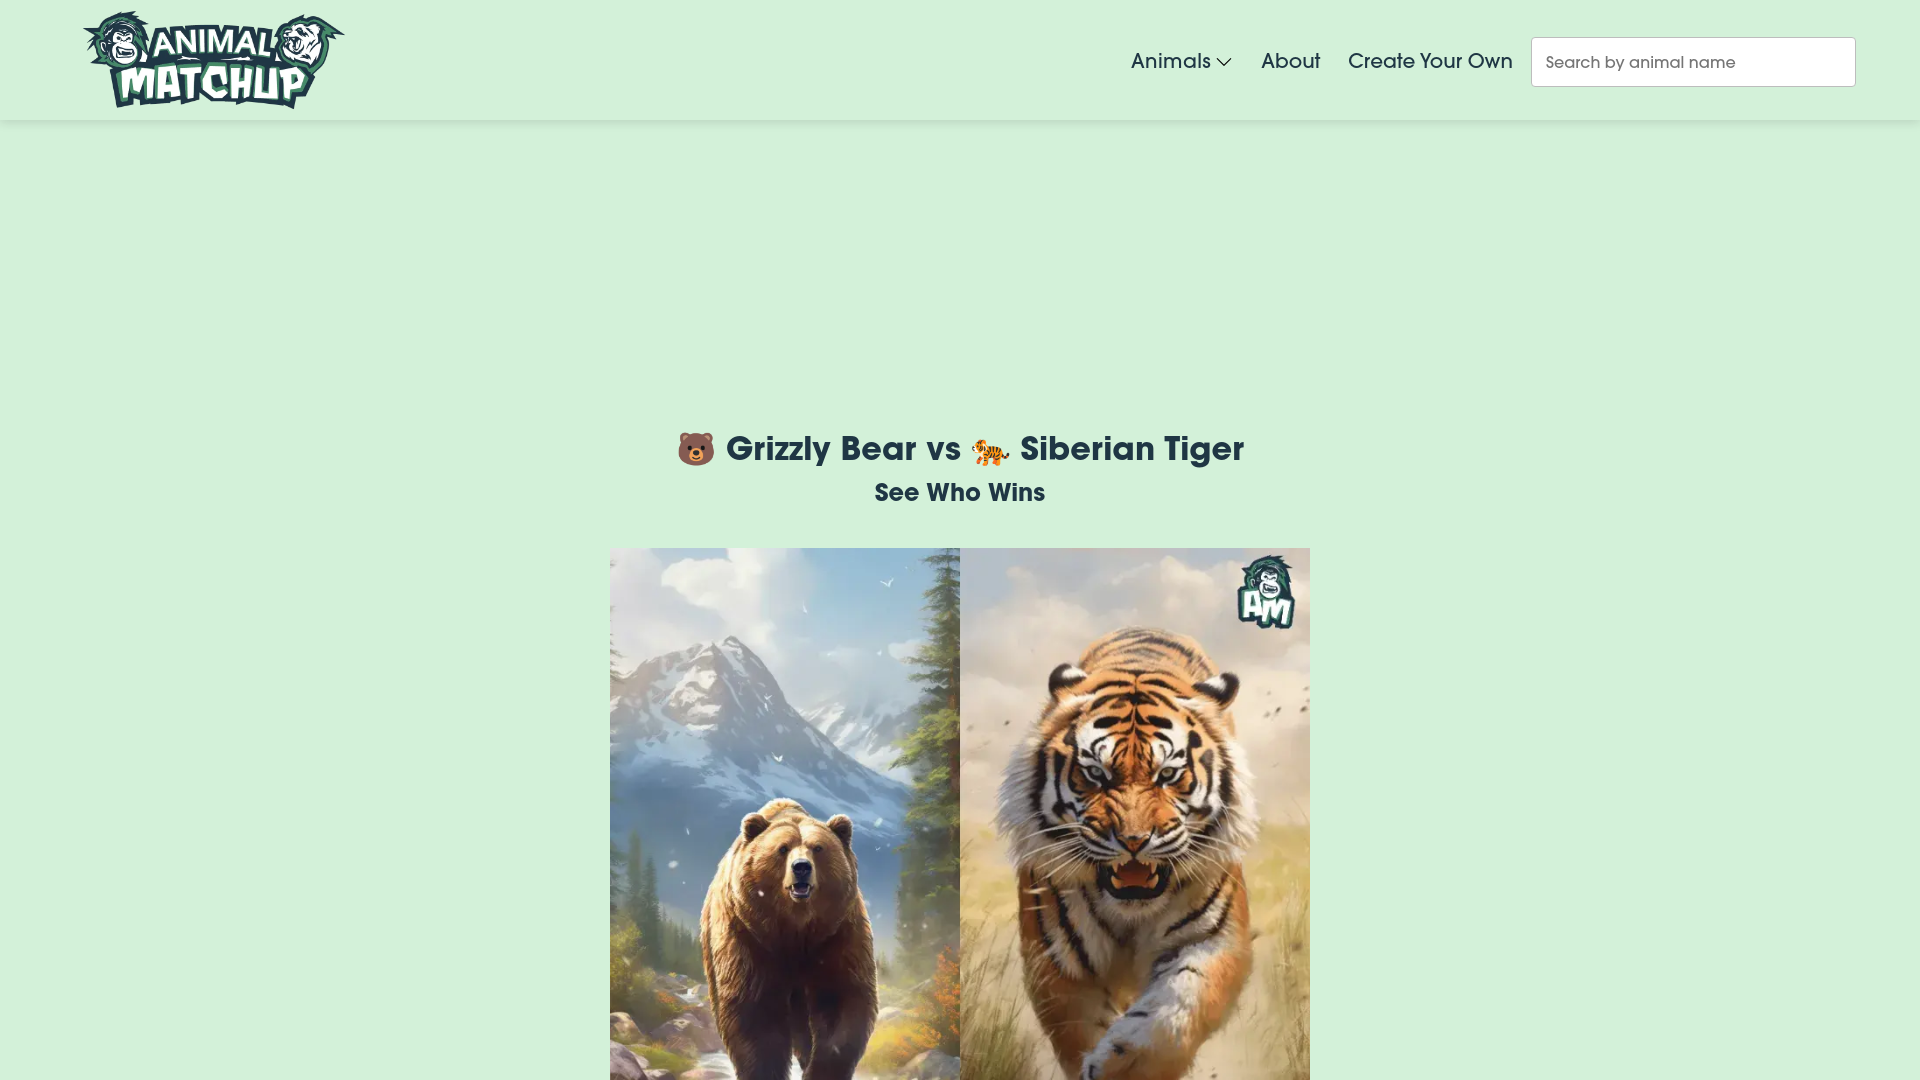 ANIMAL
MATCHUP
Animals
About
Create Your Own
Search by animal name
🐻 Grizzly Bear vs 🐅 Siberian Tiger
See Who Wins
AM